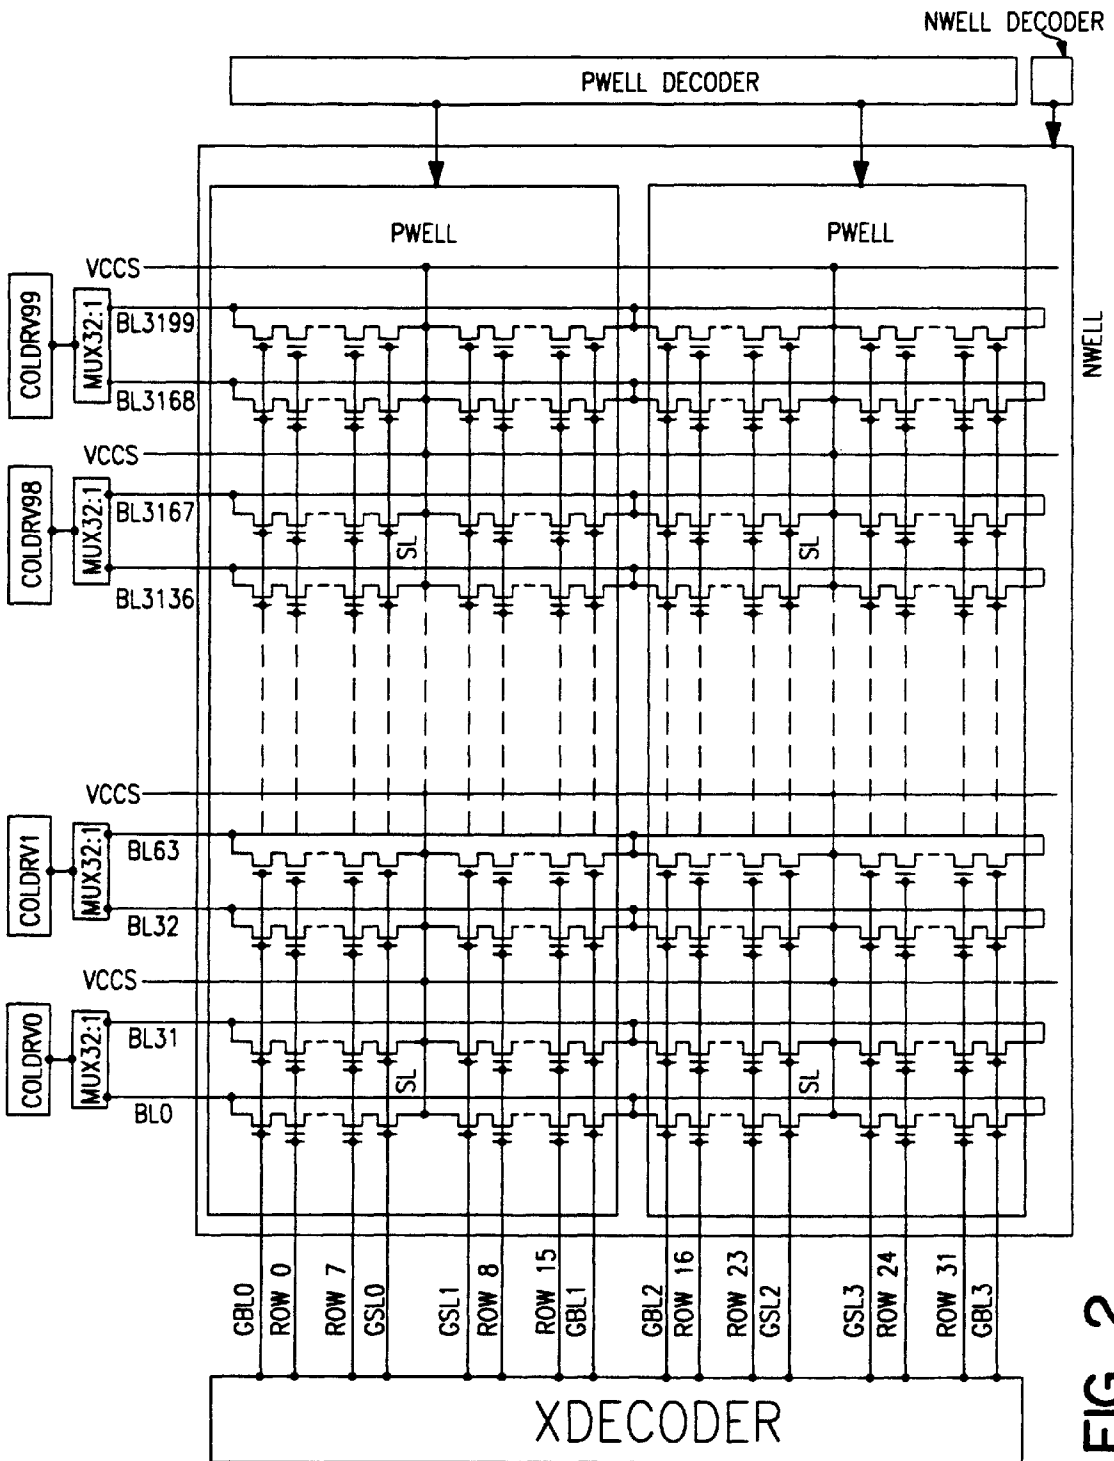 NWELL DECODER
PWELL DECODER
PWELL
PWELL
NWELL
VCCS
COLDRV99
MUX32:1
BL3199
BL3168
VCCS
COLDRV98
MUX32:1
BL3167
SL
SL
BL3136
VCCS
COLDRV1
MUX32:1
BL63
BL32
VCCS
COLDRV0
MUX32:1
BL31
SL
SL
BL0
GBL0
ROW 0
ROW 7
GSL0
GSL1
ROW 8
ROW 15
GBL1
GBL2
ROW 16
ROW 23
GSL2
GSL3
ROW 24
ROW 31
GBL3
XDECODER
FIG. 2